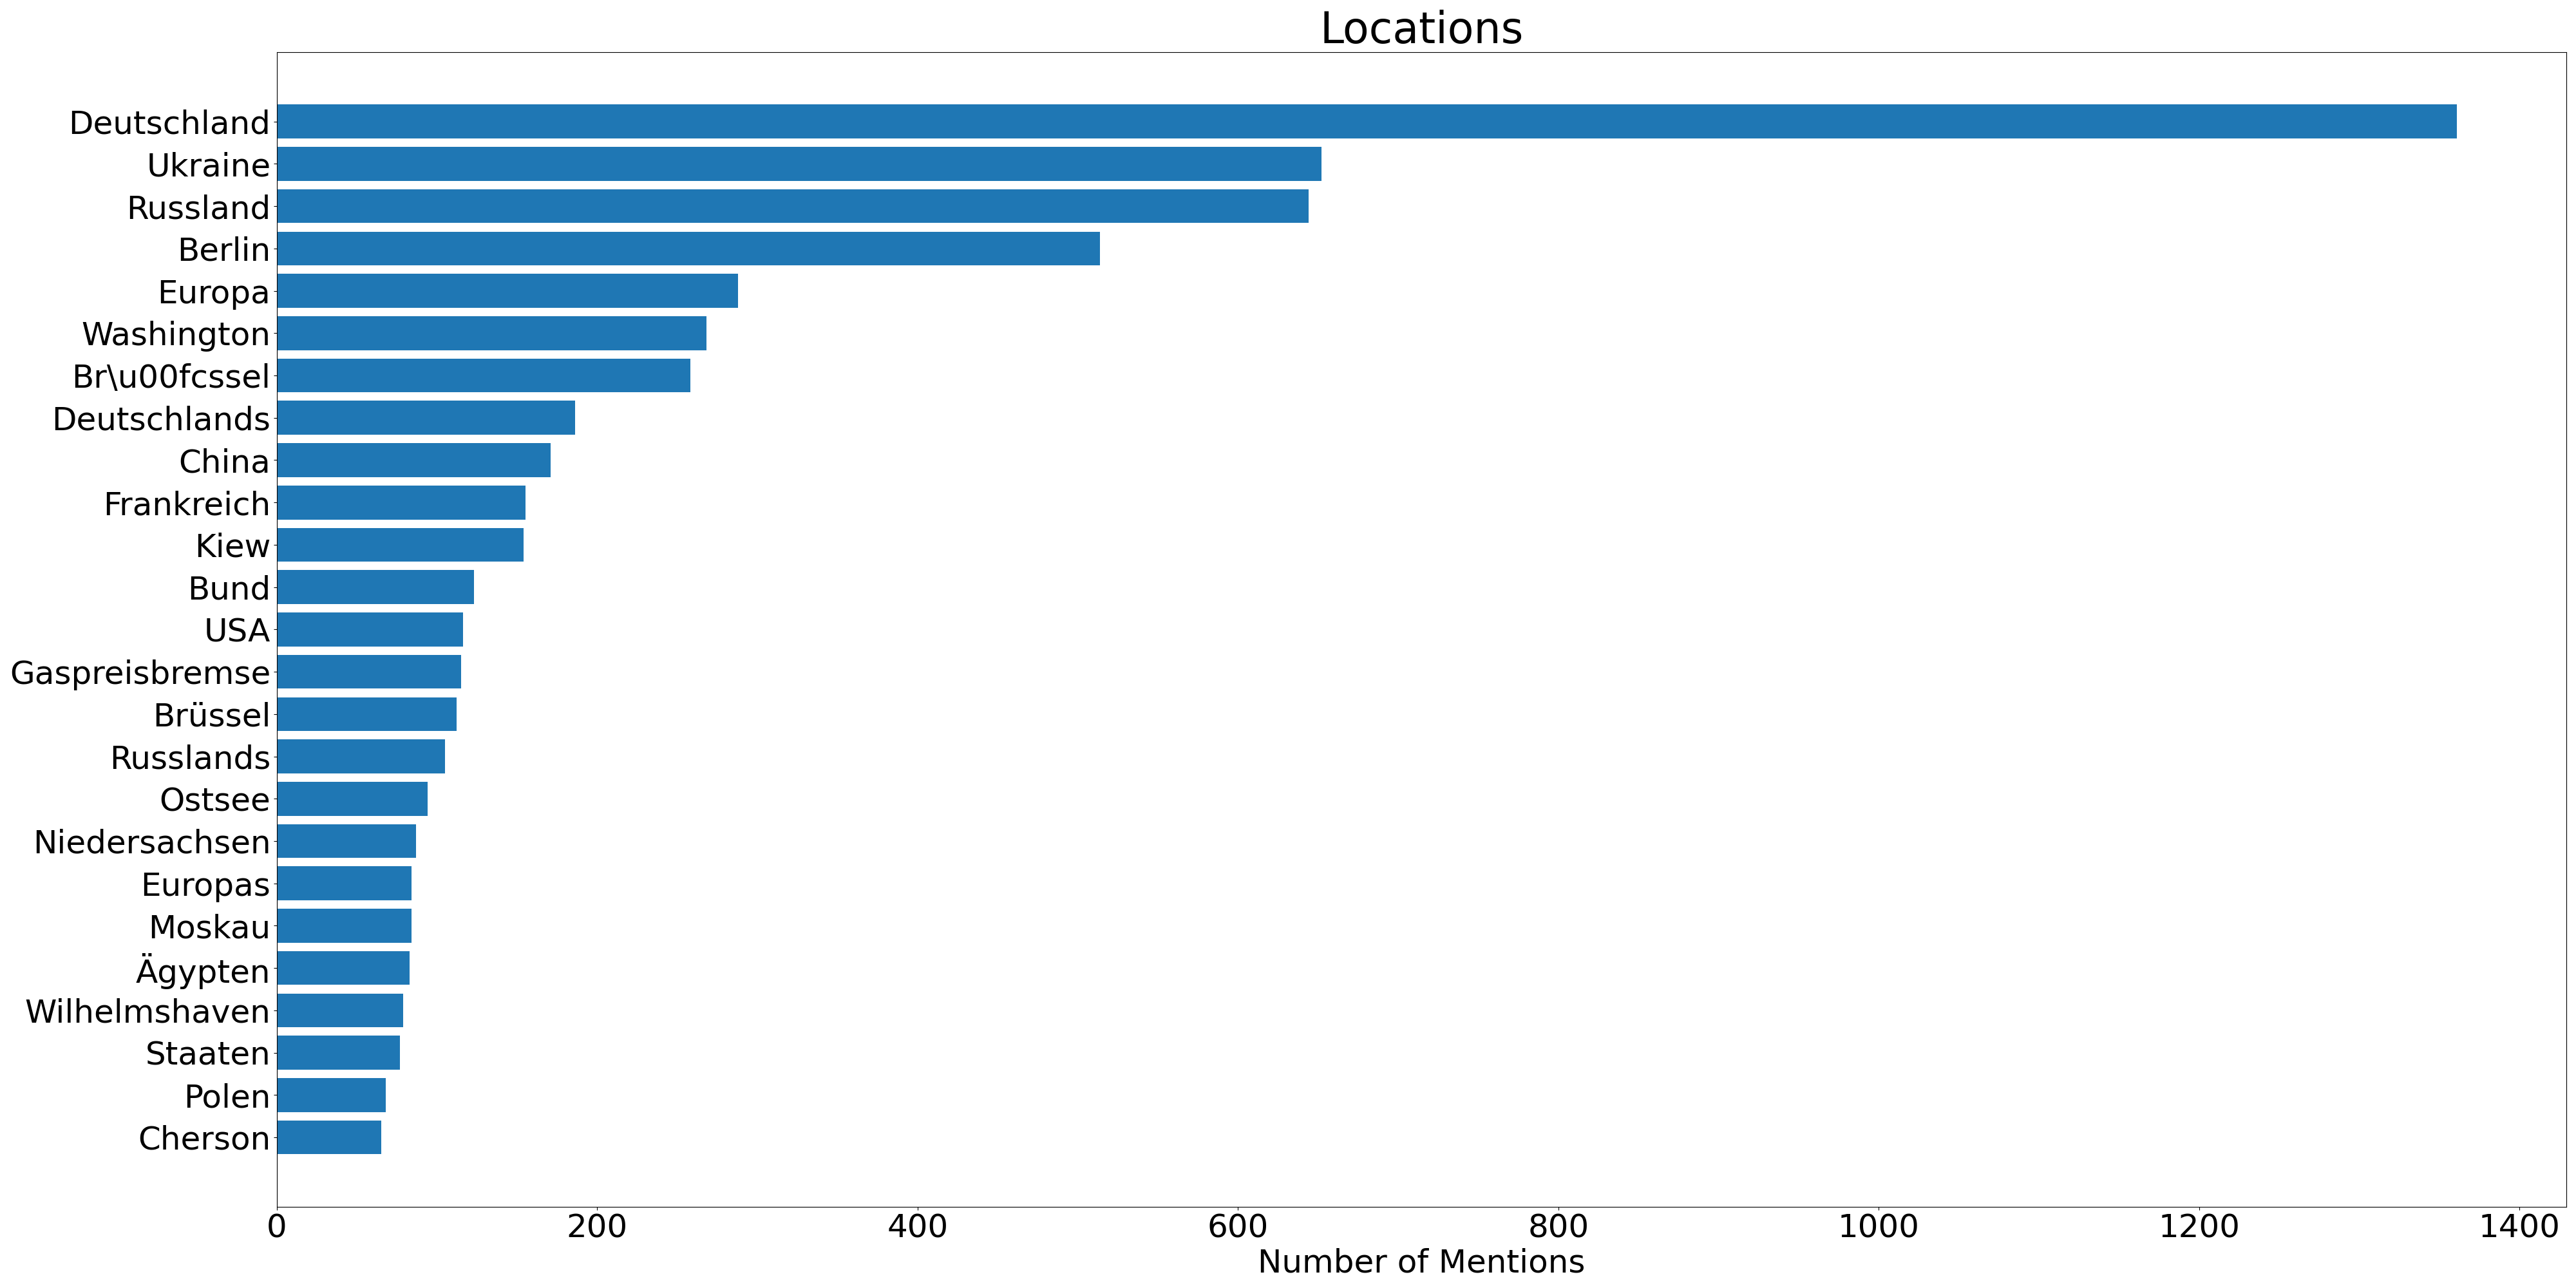 Locations
Deutschland
Ukraine
Russland
Berlin
Europa
Washington
Br\u00fcssel
Deutschlands
China
Frankreich
Kiew
Bund
USA
Gaspreisbremse
Brüssel
Russlands
Ostsee
Niedersachsen
Europas
Moskau
Ägypten
Wilhelmshaven
Staaten
Polen
Cherson
0 200 400 600 800 1000 1200 1400
Number of Mentions